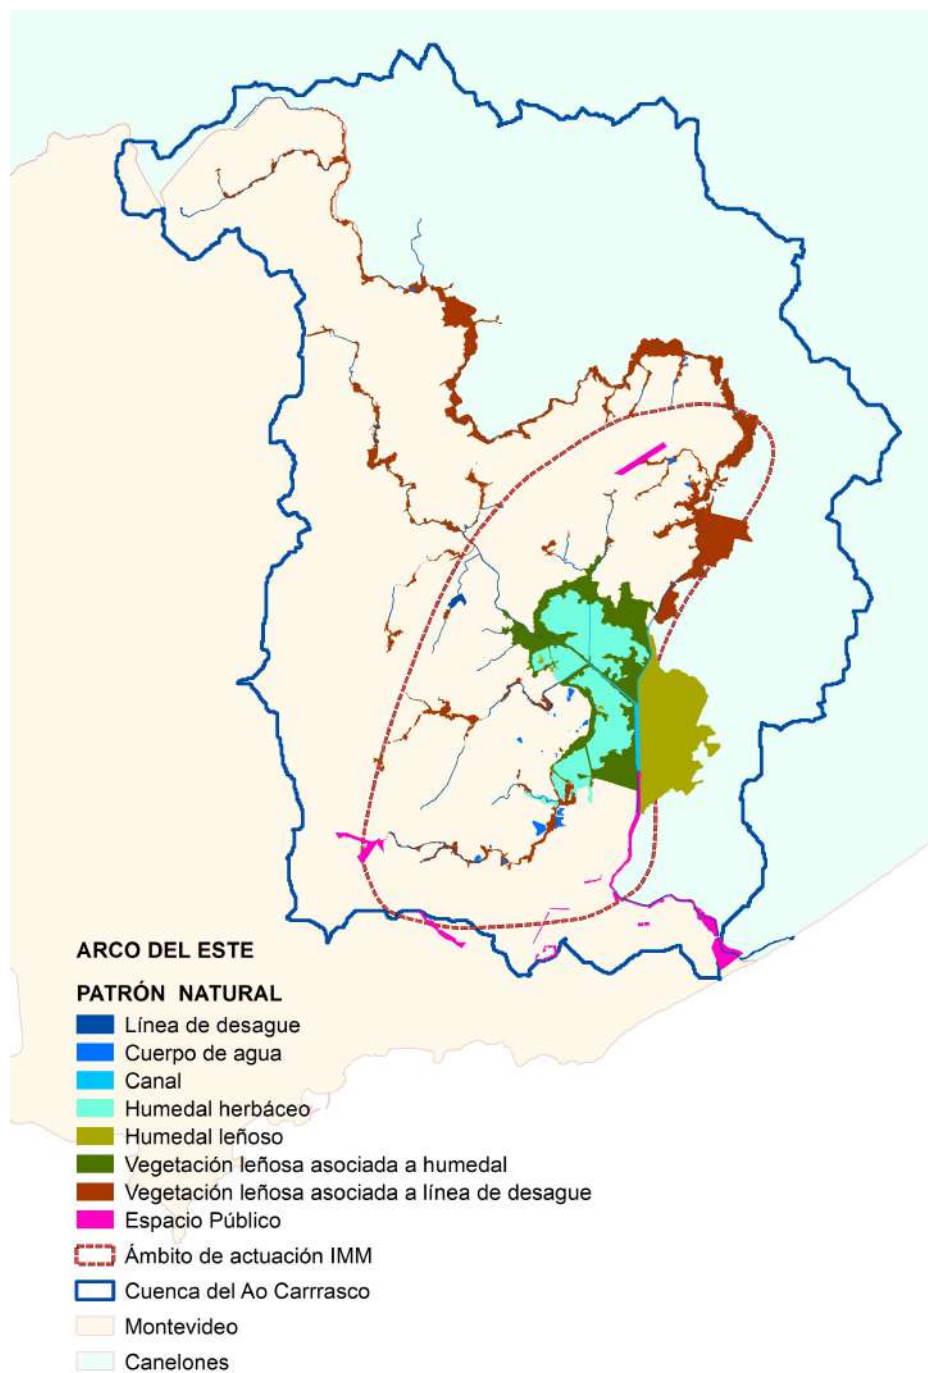 ARCO DEL ESTE
PATRÓN NATURAL
Línea de desague
Cuerpo de agua
Canal
Humedal herbáceo
Humedal leñoso
Vegetación leñosa asociada a humedal
Vegetación leñosa asociada a línea de desague
Espacio Público
Ámbito de actuación IMM
Cuenca del Ao Carrrasco
Montevideo
Canelones